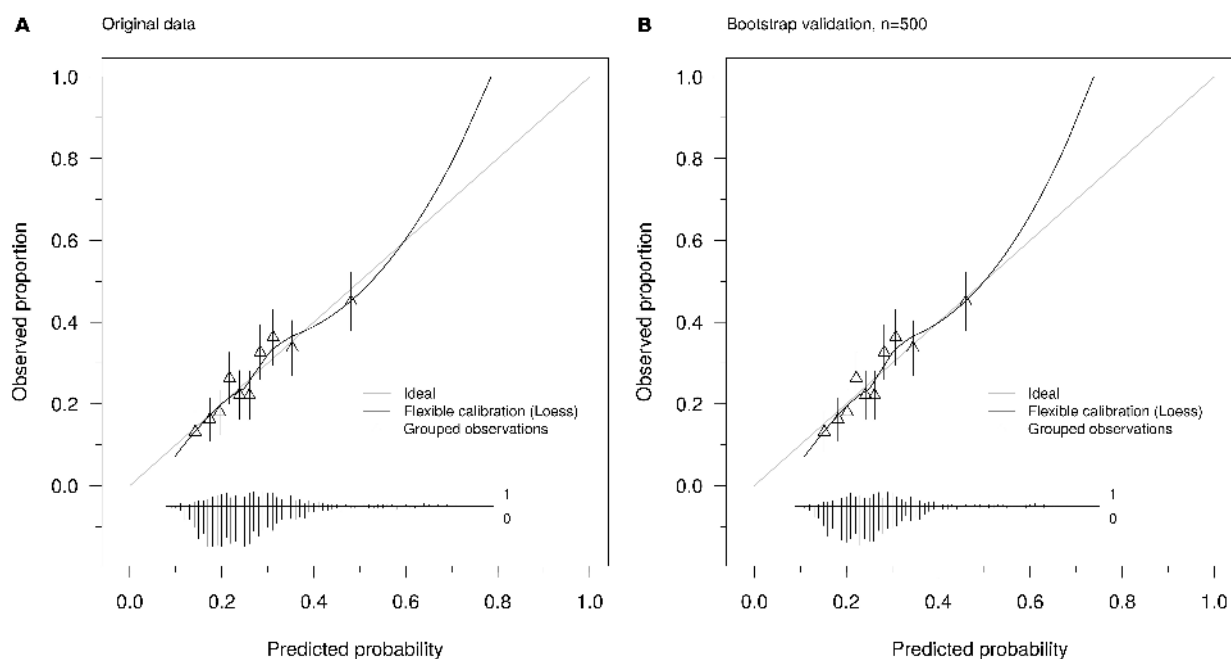 A Original data
1.0
0.8
0.6
0.4
0.2
0.0
Observed proportion
Ideal
Flexible calibration (Loess)
Grouped observations
1
0
0.0 0.2 0.4 0.6 0.8 1.0
Predicted probability
B Bootstrap validation, n=500
1.0
0.8
0.6
0.4
0.2
0.0
Observed proportion
Ideal
Flexible calibration (Loess)
Grouped observations
1
0
0.0 0.2 0.4 0.6 0.8 1.0
Predicted probability